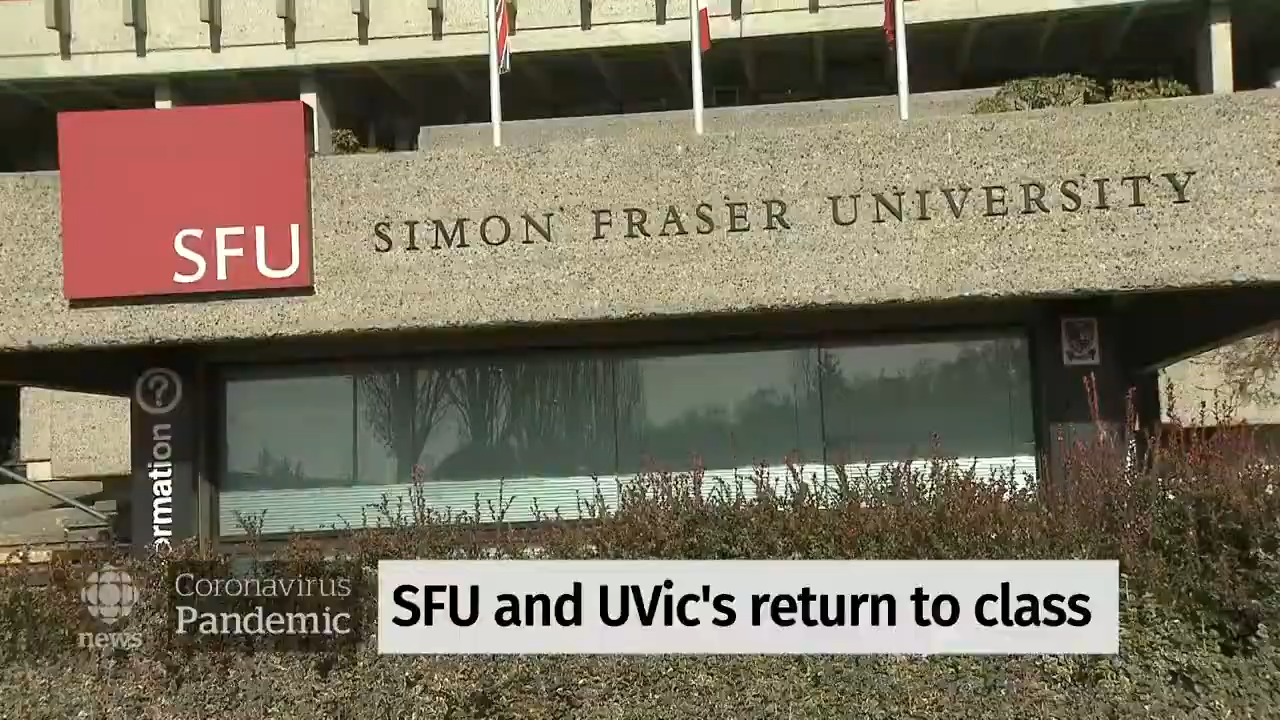 SFU
SIMON FRASER UNIVERSITY
?
ormation
news
Coronavirus
Pandemic
SFU and UVic's return to class